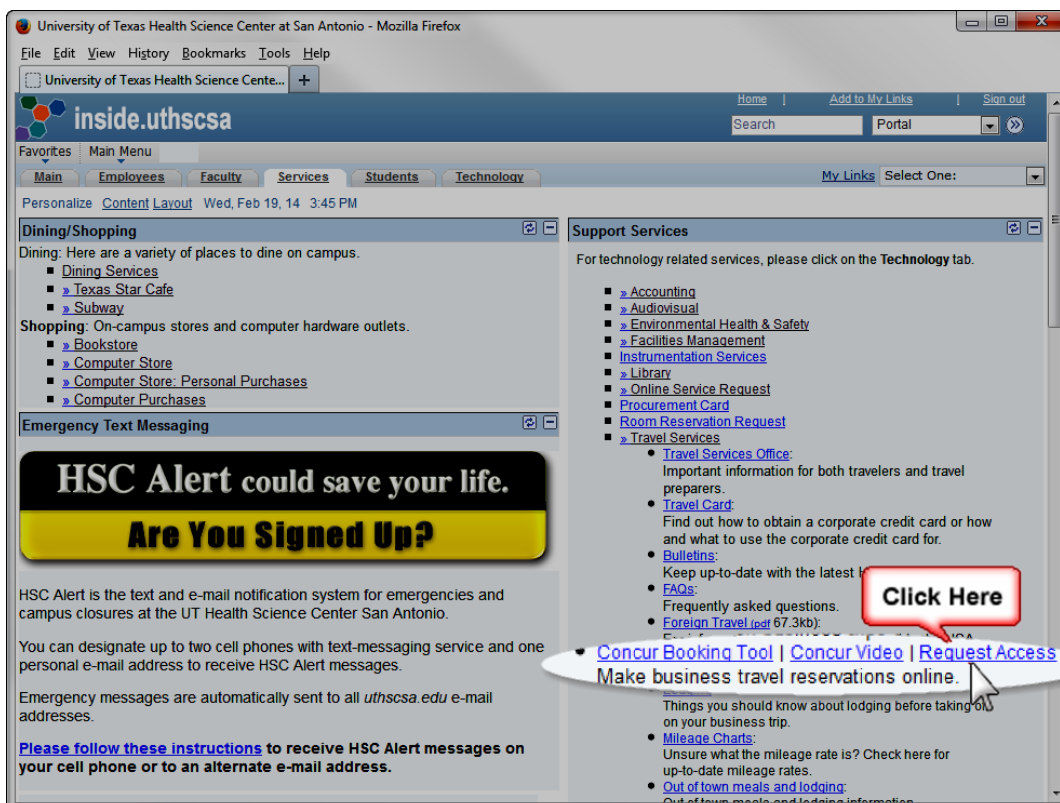 University of Texas Health Science Center at San Antonio - Mozilla Firefox
File Edit View History Bookmarks Tools Help
University of Texas Health Science Cente... +
inside.uthscsa
Home | Add to My Links | Sign out
Search Portal
Favorites Main Menu
Main Employees Faculty Services Students Technology
My Links Select One:
Personalize Content Layout Wed, Feb 19, 14 3:45 PM
Dining/Shopping
Dining: Here are a variety of places to dine on campus.
Dining Services
» Texas Star Cafe
» Subway
Shopping: On-campus stores and computer hardware outlets.
» Bookstore
» Computer Store
» Computer Store: Personal Purchases
» Computer Purchases
Emergency Text Messaging
HSC Alert could save your life.
Are You Signed Up?
HSC Alert is the text and e-mail notification system for emergencies and
campus closures at the UT Health Science Center San Antonio.
You can designate up to two cell phones with text-messaging service and one
personal e-mail address to receive HSC Alert messages.
Emergency messages are automatically sent to all uthscsa.edu e-mail
addresses.
Please follow these instructions to receive HSC Alert messages on
your cell phone or to an alternate e-mail address.
Support Services
For technology related services, please click on the Technology tab.
» Accounting
» Audiovisual
» Environmental Health & Safety
» Facilities Management
Instrumentation Services
» Library
» Online Service Request
Procurement Card
Room Reservation Request
» Travel Services
Travel Services Office:
Important information for both travelers and travel
preparers.
Travel Card:
Find out how to obtain a corporate credit card or how
and what to use the corporate credit card for.
Bulletins:
Keep up-to-date with the latest
FAQs:
Frequently asked questions.
Click Here
Foreign Travel (pdf 67.3kb):
Concur Booking Tool | Concur Video | Request Access
Make business travel reservations online.
Things you should know about lodging before taking
on your business trip.
Mileage Charts:
Unsure what the mileage rate is? Check here for
up-to-date mileage rates.
Out of town meals and lodging:
Out of town meals and lodging information